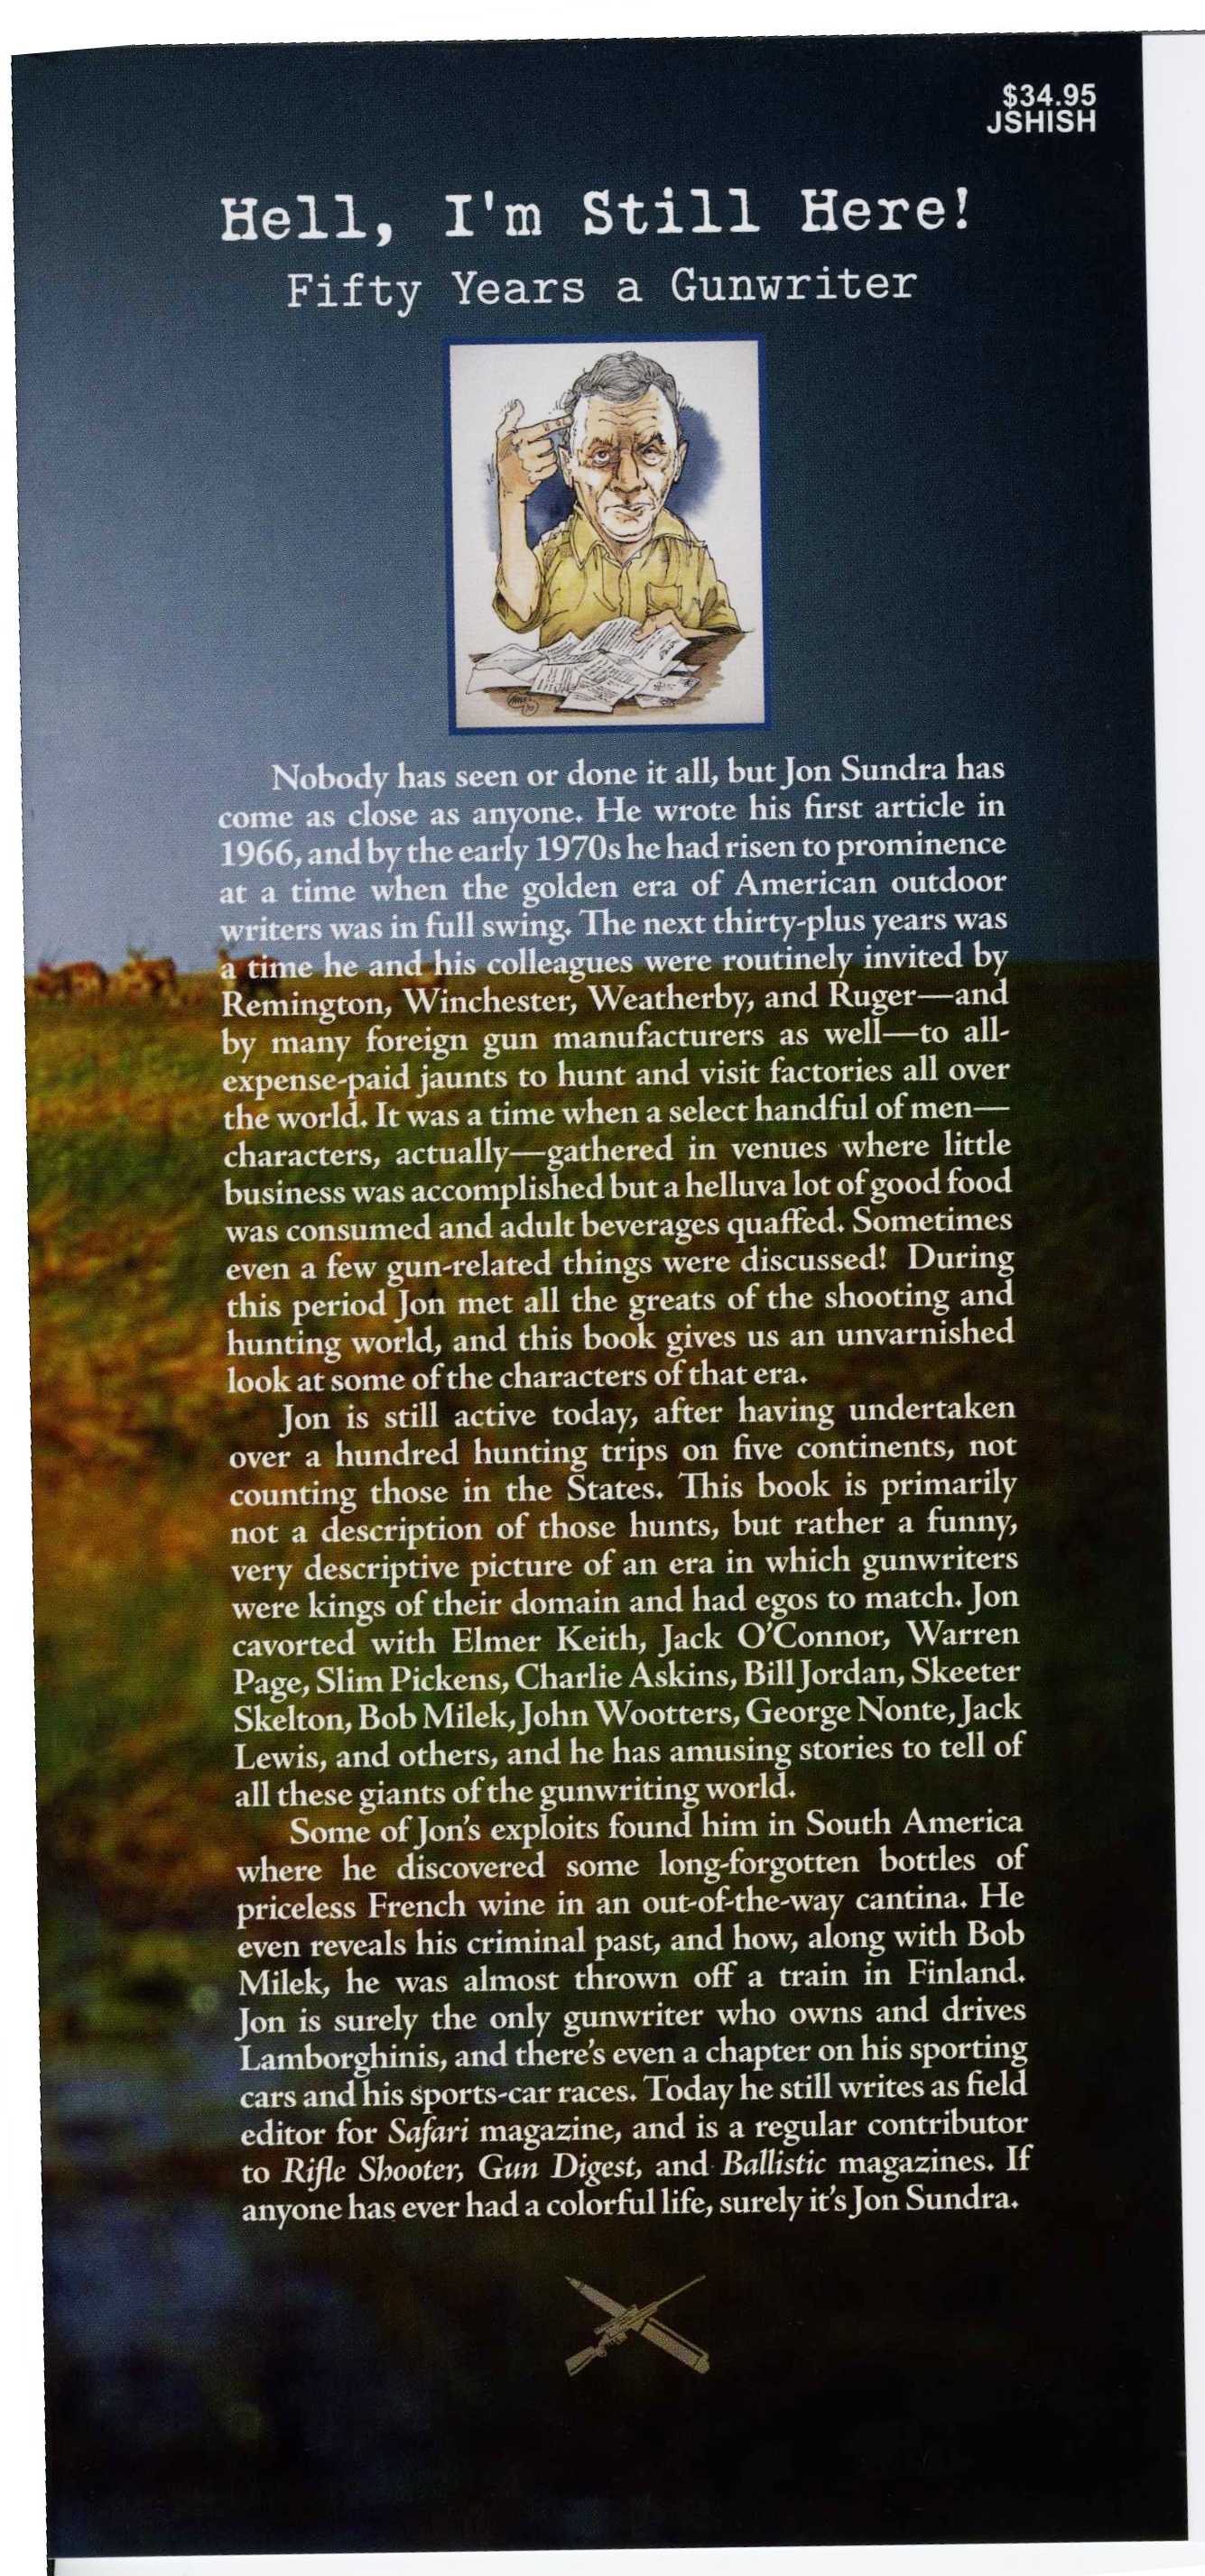 $34.95
JSHISH
Hell, I'm Still Here!
Fifty Years a Gunwriter
Nobody has seen or done it all, but Jon Sundra has
come as close as anyone. He wrote his first article in
1966, and by the early 1970s he had risen to prominence
at a time when the golden era of American outdoor
writers was in full swing. The next thirty-plus years was
a time he and his colleagues were routinely invited by
Remington, Winchester, Weatherby, and Ruger—and
by many foreign gun manufacturers as well—to all-
expense-paid jaunts to hunt and visit factories all over
the world. It was a time when a select handful of men—
characters, actually—gathered in venues where little
business was accomplished but a helluva lot of good food
was consumed and adult beverages quaffed. Sometimes
even a few gun-related things were discussed! During
this period Jon met all the greats of the shooting and
hunting world, and this book gives us an unvarnished
look at some of the characters of that era.
Jon is still active today, after having undertaken
over a hundred hunting trips on five continents, not
counting those in the States. This book is primarily
not a description of those hunts, but rather a funny,
very descriptive picture of an era in which gunwriters
were kings of their domain and had egos to match. Jon
cavorted with Elmer Keith, Jack O'Connor, Warren
Page, Slim Pickens, Charlie Askins, Bill Jordan, Skeeter
Skelton, Bob Milek, John Wootters, George Nonte, Jack
Lewis, and others, and he has amusing stories to tell of
all these giants of the gunwriting world.
Some of Jon's exploits found him in South America
where he discovered some long-forgotten bottles of
priceless French wine in an out-of-the-way cantina. He
even reveals his criminal past, and how, along with Bob
Milek, he was almost thrown off a train in Finland.
Jon is surely the only gunwriter who owns and drives
Lamborghinis, and there's even a chapter on his sporting
cars and his sports-car races. Today he still writes as field
editor for Safari magazine, and is a regular contributor
to Rifle Shooter, Gun Digest, and Ballistic magazines. If
anyone has ever had a colorful life, surely it's Jon Sundra.